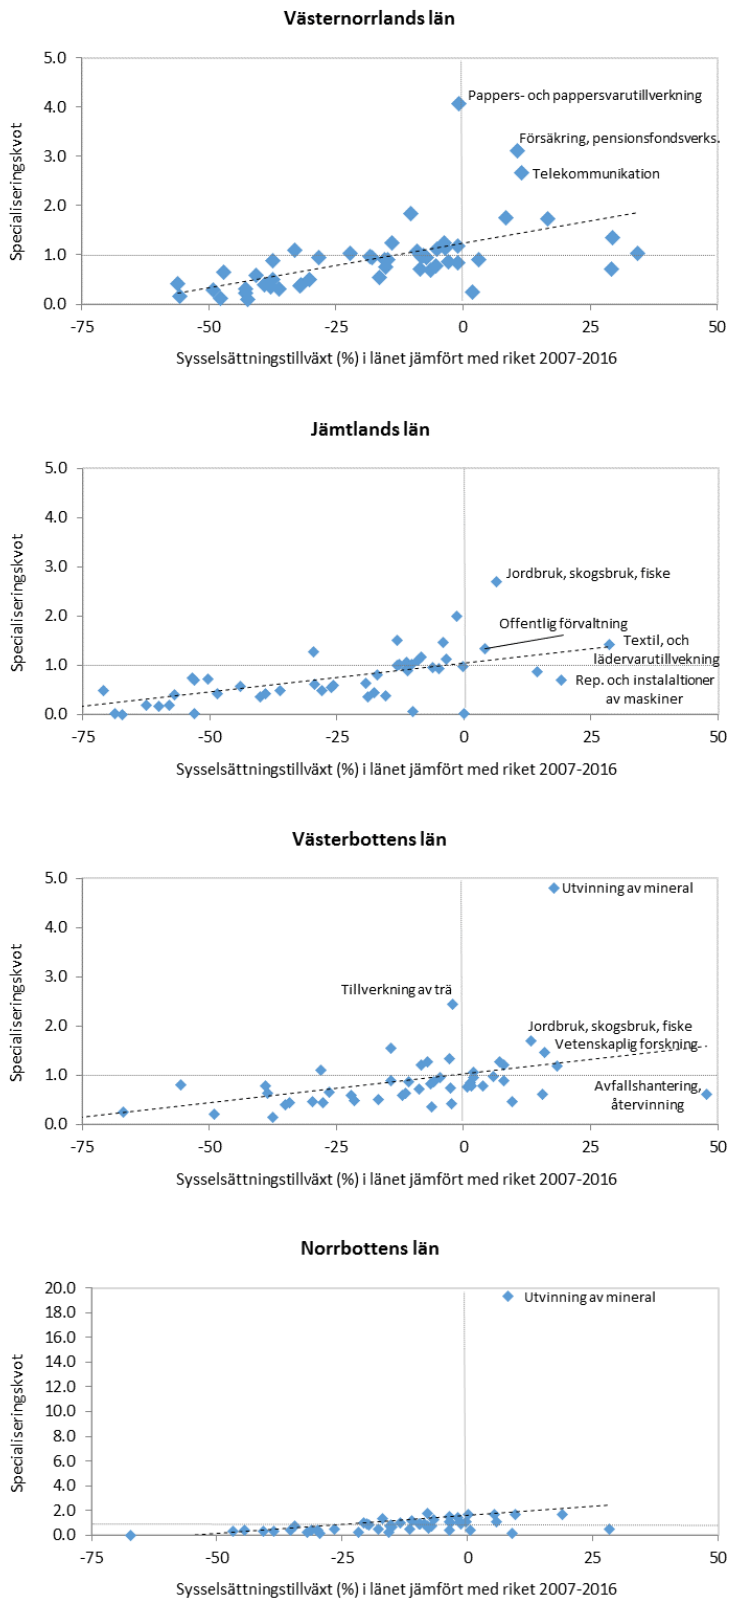 Västernorrlands län
5.0
4.0
3.0
2.0
1.0
0.0
Specialiseringskvot
Pappers- och pappersvarutillverkning
Försäkring, pensionsfondsverks.
Telekommunikation
-75 -50 -25 0 25 50
Sysselsättningstillväxt (%) i länet jämfört med riket 2007-2016
Jämtlands län
5.0
4.0
3.0
2.0
1.0
0.0
Specialiseringskvot
Jordbruk, skogsbruk, fiske
Offentlig förvaltning
Textil, och
lädervarutillvekning
Rep. och instalaltioner
av maskiner
-75 -50 -25 0 25 50
Sysselsättningstillväxt (%) i länet jämfört med riket 2007-2016
Västerbottens län
5.0
4.0
3.0
2.0
1.0
0.0
Specialiseringskvot
Utvinning av mineral
Tillverkning av trä
Jordbruk, skogsbruk, fiske
Vetenskaplig forskning
Avfallshantering,
återvinning
-75 -50 -25 0 25 50
Sysselsättningstillväxt (%) i länet jämfört med riket 2007-2016
Norrbottens län
20.0
18.0
16.0
14.0
12.0
10.0
8.0
6.0
4.0
2.0
0.0
Specialiseringskvot
Utvinning av mineral
-75 -50 -25 0 25 50
Sysselsättningstillväxt (%) i länet jämfört med riket 2007-2016